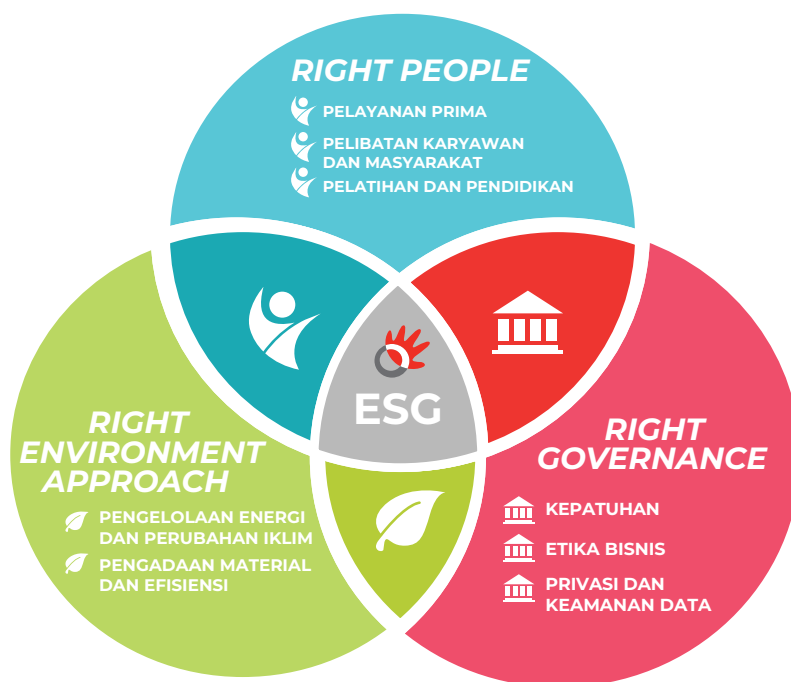 RIGHT PEOPLE
PELAYANAN PRIMA
PELIBATAN KARYAWAN
DAN MASYARAKAT
PELATIHAN DAN PENDIDIKAN
ESG
RIGHT
ENVIRONMENT
APPROACH
PENGELOLAAN ENERGI
DAN PERUBAHAN IKLIM
PENGADAAN MATERIAL
DAN EFISIENSI
RIGHT
GOVERNANCE
KEPATUHAN
ETIKA BISNIS
PRIVASI DAN
KEAMANAN DATA